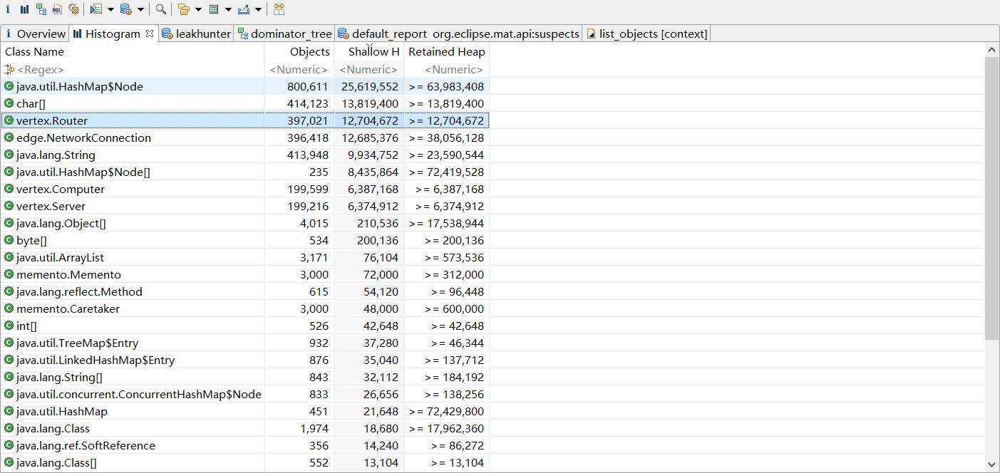 Overview Histogram leakhunter dominator_tree default_report org.eclipse.mat.api:suspects list_objects [context]
Class Name Objects Shallow H Retained Heap
<Regex> <Numeric> <Numeric> <Numeric>
java.util.HashMap$Node 800,611 25,619,552 >= 63,983,408
char[] 414,123 13,819,400 >= 13,819,400
vertex.Router 397,021 12,704,672 >= 12,704,672
edge.NetworkConnection 396,418 12,685,376 >= 38,056,128
java.lang.String 413,948 9,934,752 >= 23,590,544
java.util.HashMap$Node[] 235 8,435,864 >= 72,419,528
vertex.Computer 199,599 6,387,168 >= 6,387,168
vertex.Server 199,216 6,374,912 >= 6,374,912
java.lang.Object[] 4,015 210,536 >= 17,538,944
byte[] 534 200,136 >= 200,136
java.util.ArrayList 3,171 76,104 >= 573,536
memento.Memento 3,000 72,000 >= 312,000
java.lang.reflect.Method 615 54,120 >= 96,448
memento.Caretaker 3,000 48,000 >= 600,000
int[] 526 42,648 >= 42,648
java.util.TreeMap$Entry 932 37,280 >= 46,344
java.util.LinkedHashMap$Entry 876 35,040 >= 137,712
java.lang.String[] 843 32,112 >= 184,192
java.util.concurrent.ConcurrentHashMap$Node 833 26,656 >= 138,256
java.util.HashMap 451 21,648 >= 72,429,800
java.lang.Class 1,974 18,680 >= 17,962,360
java.lang.ref.SoftReference 356 14,240 >= 86,272
java.lang.Class[] 552 13,104 >= 13,104